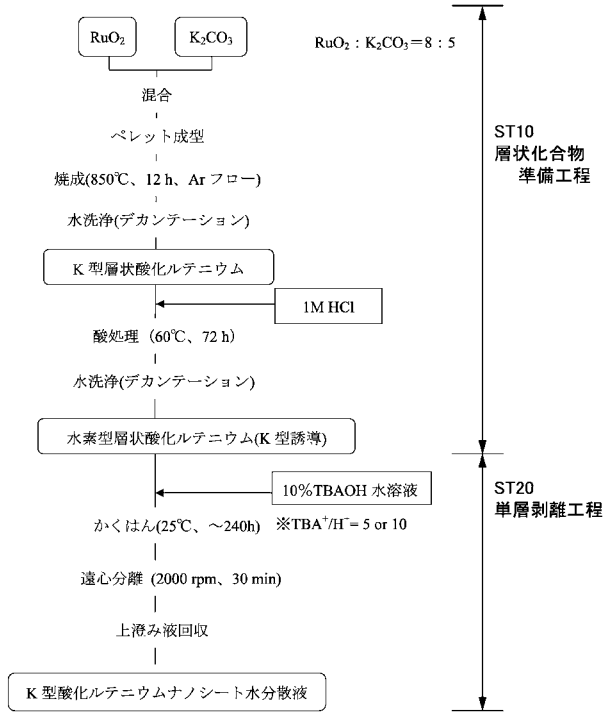 RuO2
K2CO3
RuO2：K2CO3＝8：5
混合
ペレット成型
焼成(850℃、12 h、Ar フロー)
水洗浄(デカンテーション)
K 型層状酸化ルテニウム
1M HCl
酸処理（60℃、72 h）
水洗浄(デカンテーション)
水素型層状酸化ルテニウム(K 型誘導)
ST10
層状化合物
準備工程
10%TBAOH 水溶液
かくはん(25℃、～240h)
※TBA⁺/H⁻= 5 or 10
遠心分離 (2000 rpm、30 min)
上澄み液回収
K 型酸化ルテニウムナノシート水分散液
ST20
単層剥離工程